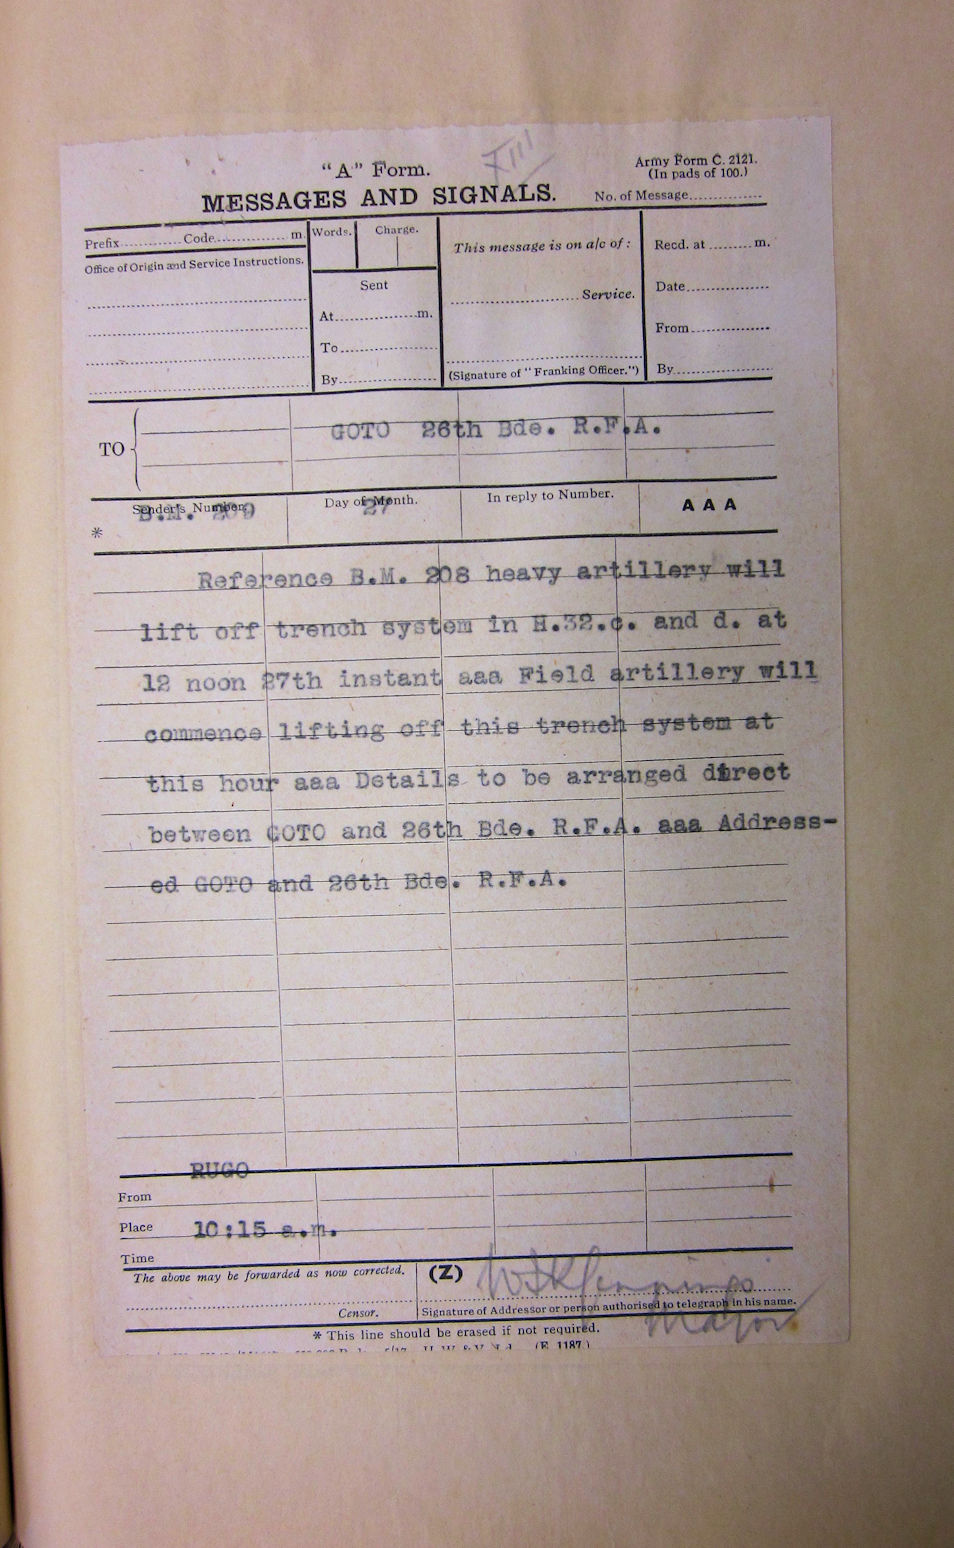 "A" Form.
Army Form C. 2121.
(In pads of 100.)
MESSAGES AND SIGNALS.
No. of Message
Prefix Code m.
Words. Charge.
This message is on a/c of:
Recd. at m.
Office of Origin and Service Instructions.
Sent
Service.
Date
At m.
From
To
By
(Signature of "Franking Officer.")
By
TO
GOTO 26th Bde. R.F.A.
Sender's Number. Day of Month. In reply to Number. AAA
* B.M. 209 27
Reference B.M. 208 heavy artillery will
lift off trench system in H.32.c. and d. at
12 noon 27th instant aaa Field artillery will
commence lifting off this trench system at
this hour aaa Details to be arranged direct
between GOTO and 26th Bde. R.F.A. aaa Address-
ed GOTO and 26th Bde. R.F.A.
RUGO
From
Place 10:15 a.m.
Time
The above may be forwarded as now corrected. (Z)
Jennings
Censor. Signature of Addressor or person authorised to telegraph in his name.
Major
* This line should be erased if not required.
(E 1187)